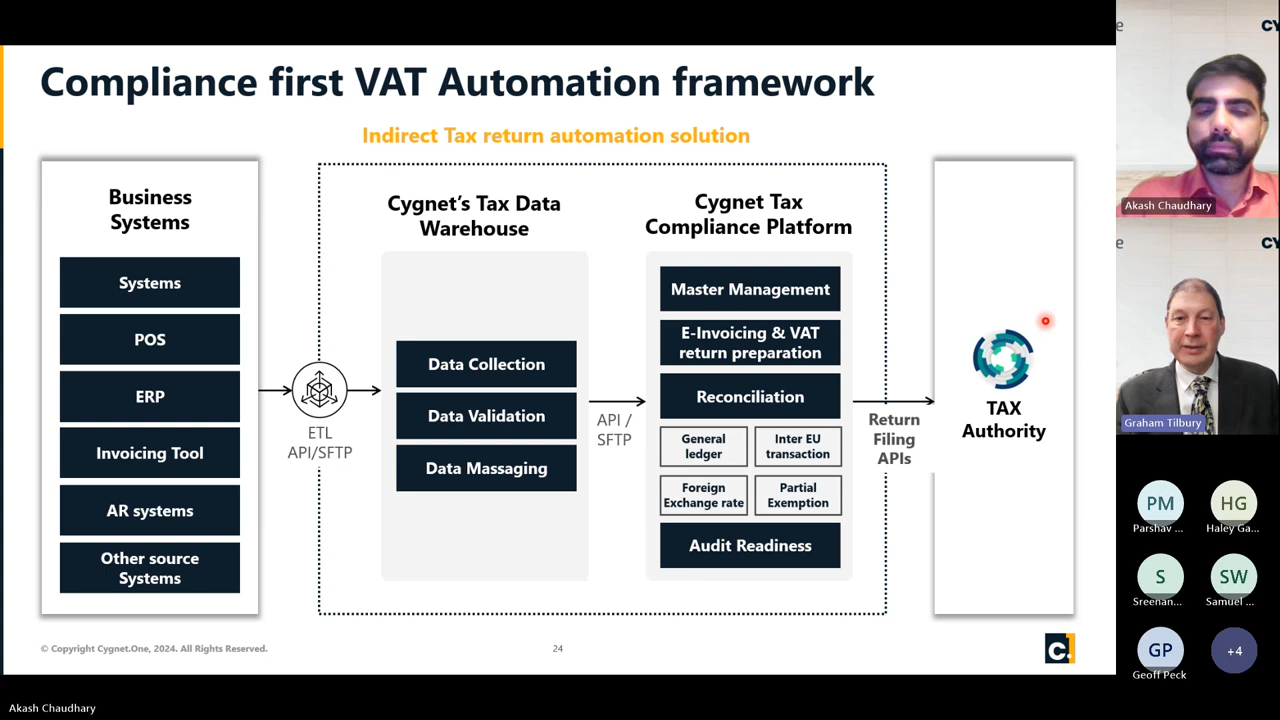 Compliance first VAT Automation framework
Indirect Tax return automation solution
Business
Systems
Systems
POS
ERP
Invoicing Tool
AR systems
Other source
Systems
ETL
API/SFTP
Cygnet's Tax Data
Warehouse
Data Collection
Data Validation
Data Massaging
API /
SFTP
Cygnet Tax
Compliance Platform
Master Management
E-Invoicing & VAT
return preparation
Reconciliation
General
ledger
Inter EU
transaction
Foreign
Exchange rate
Partial
Exemption
Audit Readiness
Return
Filing
APIs
TAX
Authority
© Copyright Cygnet.One, 2024. All Rights Reserved.
24
C.
e
CY
Akash Chaudhary
e
CY
Graham Tilbury
PM
Parshav ...
HG
Haley Ga...
S
Sreenan...
SW
Samuel ...
GP
Geoff Peck
+4
Akash Chaudhary